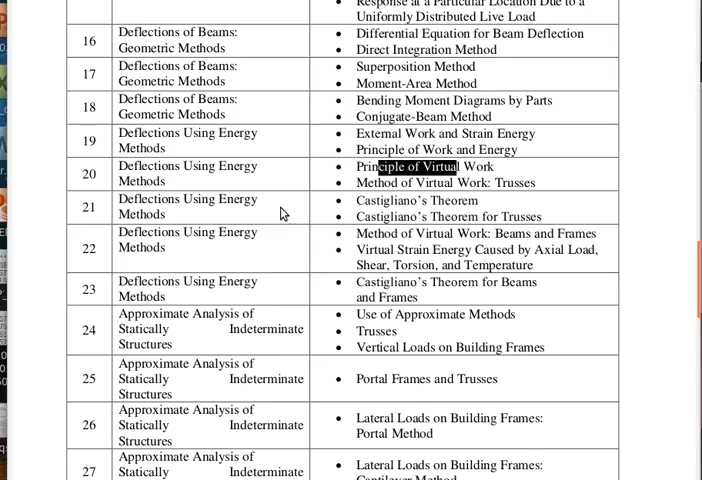 Response at a Particular Location Due to a
Uniformly Distributed Live Load
16
Deflections of Beams:
Geometric Methods
• Differential Equation for Beam Deflection
• Direct Integration Method
17
Deflections of Beams:
Geometric Methods
• Superposition Method
• Moment-Area Method
18
Deflections of Beams:
Geometric Methods
• Bending Moment Diagrams by Parts
• Conjugate-Beam Method
19
Deflections Using Energy
Methods
• External Work and Strain Energy
• Principle of Work and Energy
20
Deflections Using Energy
Methods
• Principle of Virtual Work
• Method of Virtual Work: Trusses
21
Deflections Using Energy
Methods
• Castigliano's Theorem
• Castigliano's Theorem for Trusses
22
Deflections Using Energy
Methods
• Method of Virtual Work: Beams and Frames
• Virtual Strain Energy Caused by Axial Load,
Shear, Torsion, and Temperature
23
Deflections Using Energy
Methods
• Castigliano's Theorem for Beams
and Frames
24
Approximate Analysis of
Statically Indeterminate
Structures
• Use of Approximate Methods
• Trusses
• Vertical Loads on Building Frames
25
Approximate Analysis of
Statically Indeterminate
Structures
• Portal Frames and Trusses
26
Approximate Analysis of
Statically Indeterminate
Structures
• Lateral Loads on Building Frames:
Portal Method
27
Approximate Analysis of
Statically Indeterminate
• Lateral Loads on Building Frames:
Cantilever Method